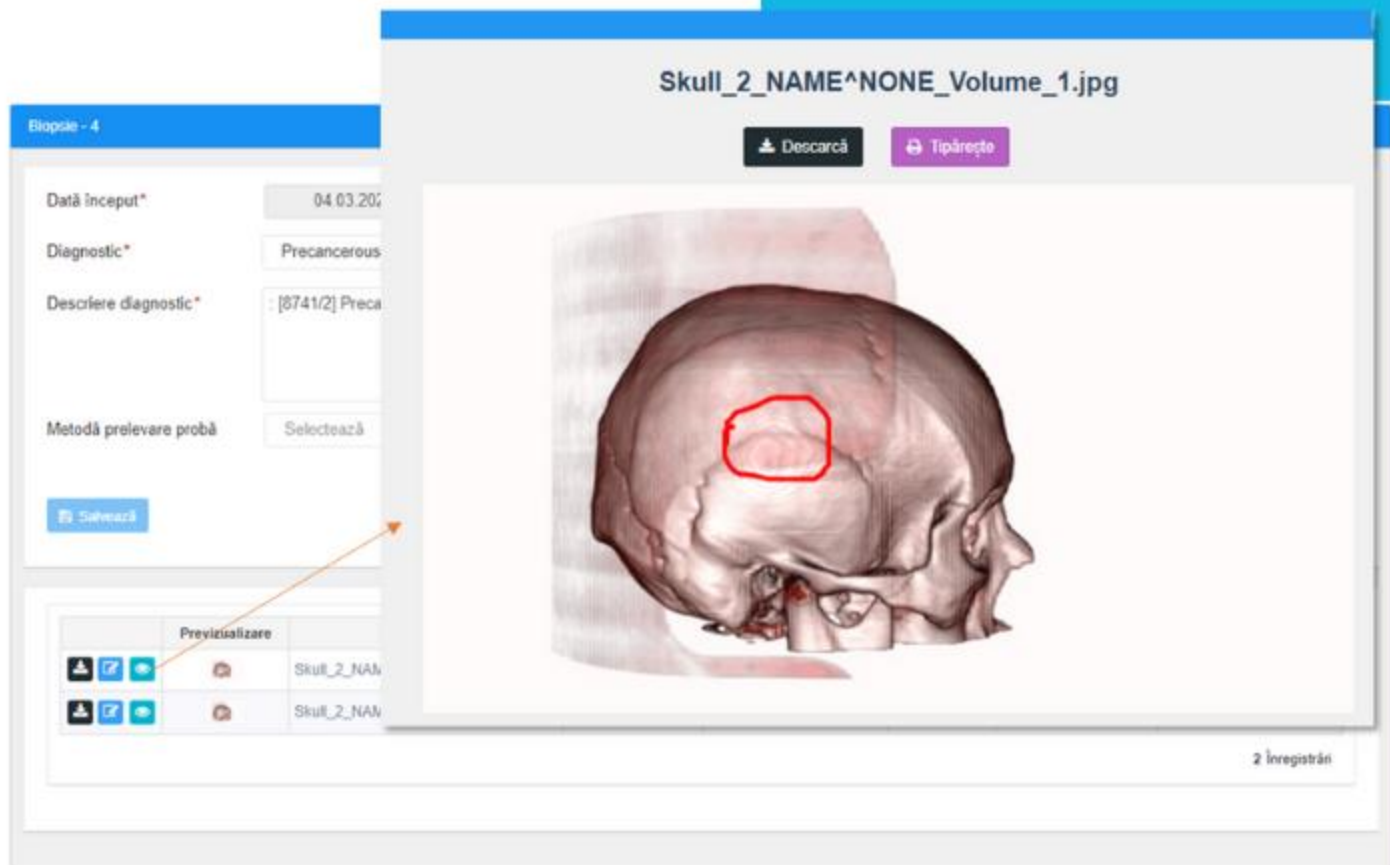 Skull_2_NAME^NONE_Volume_1.jpg
Descarcă
Tipărește
Biopsie - 4
Dată început*
04.03.202
Diagnostic*
Precancerous
Descriere diagnostic*
: [8741/2] Preca
Metodă prelevare probă
Selectează
Salvează
Previzualizare
Skull_2_NAM
Skull_2_NAM
2 Înregistrări